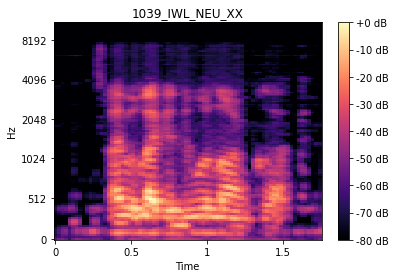 1039_IWL_NEU_XX
+0 dB
8192
-10 dB
4096
-20 dB
-30 dB
2048
Hz
-40 dB
1024
-50 dB
512
-60 dB
-70 dB
0
-80 dB
0 0.5 1 1.5
Time